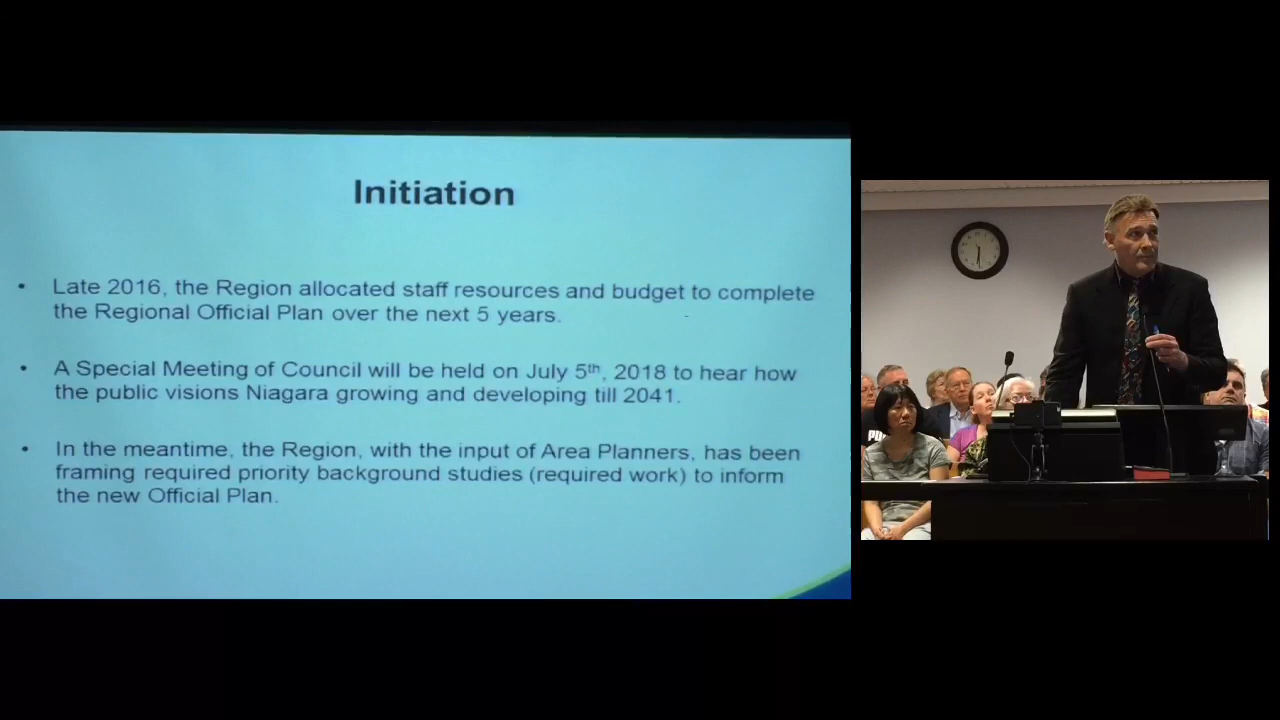 Initiation
• Late 2016, the Region allocated staff resources and budget to complete
the Regional Official Plan over the next 5 years.
• A Special Meeting of Council will be held on July 5th, 2018 to hear how
the public visions Niagara growing and developing till 2041.
• In the meantime, the Region, with the input of Area Planners, has been
framing required priority background studies (required work) to inform
the new Official Plan.